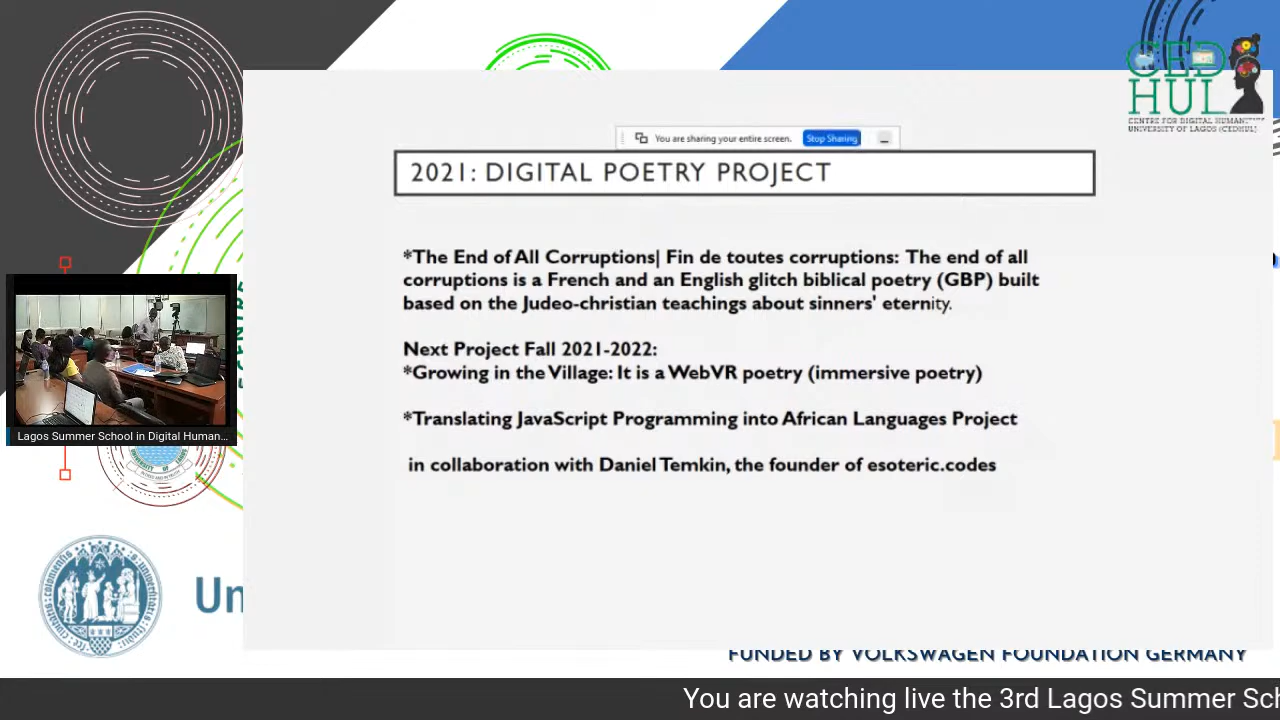 CED
HUL
CENTRE FOR DIGITAL HUMANITIES
UNIVERSITY OF LAGOS (CEDHUL)
You are sharing your entire screen.
Stop Sharing
2021: DIGITAL POETRY PROJECT
*The End of All Corruptions| Fin de toutes corruptions: The end of all
corruptions is a French and an English glitch biblical poetry (GBP) built
based on the Judeo-christian teachings about sinners' eternity.
Next Project Fall 2021-2022:
*Growing in the Village: It is a WebVR poetry (immersive poetry)
*Translating JavaScript Programming into African Languages Project
in collaboration with Daniel Temkin, the founder of esoteric.codes
Lagos Summer School in Digital Human...
Un
FUNDED BY VOLKSWAGEN FOUNDATION GERMANY
You are watching live the 3rd Lagos Summer Sch